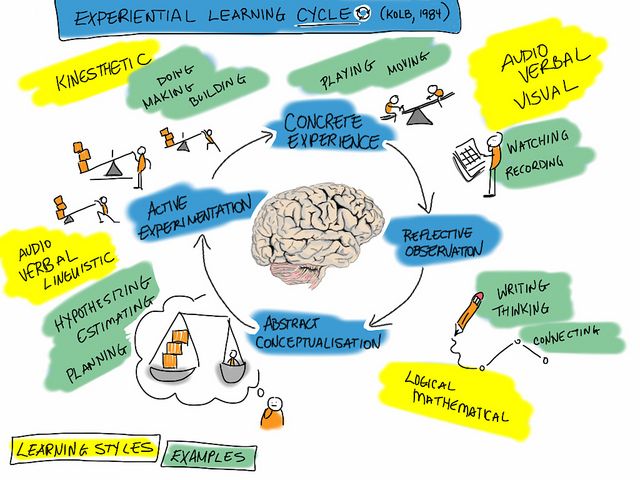 EXPERIENTIAL LEARNING CYCLE (KOLB, 1984)
KINESTHETIC
DOING
MAKING
BUILDING
PLAYING MOVING
AUDIO
VERBAL
VISUAL
CONCRETE
EXPERIENCE
WATCHING
RECORDING
ACTIVE
EXPERIMENTATION
REFLECTIVE
OBSERVATION
AUDIO
VERBAL
LINGUISTIC
HYPOTHESIZING
ESTIMATING
PLANNING
ABSTRACT
CONCEPTUALISATION
WRITING
THINKING
CONNECTING
LOGICAL
MATHEMATICAL
LEARNING STYLES
EXAMPLES